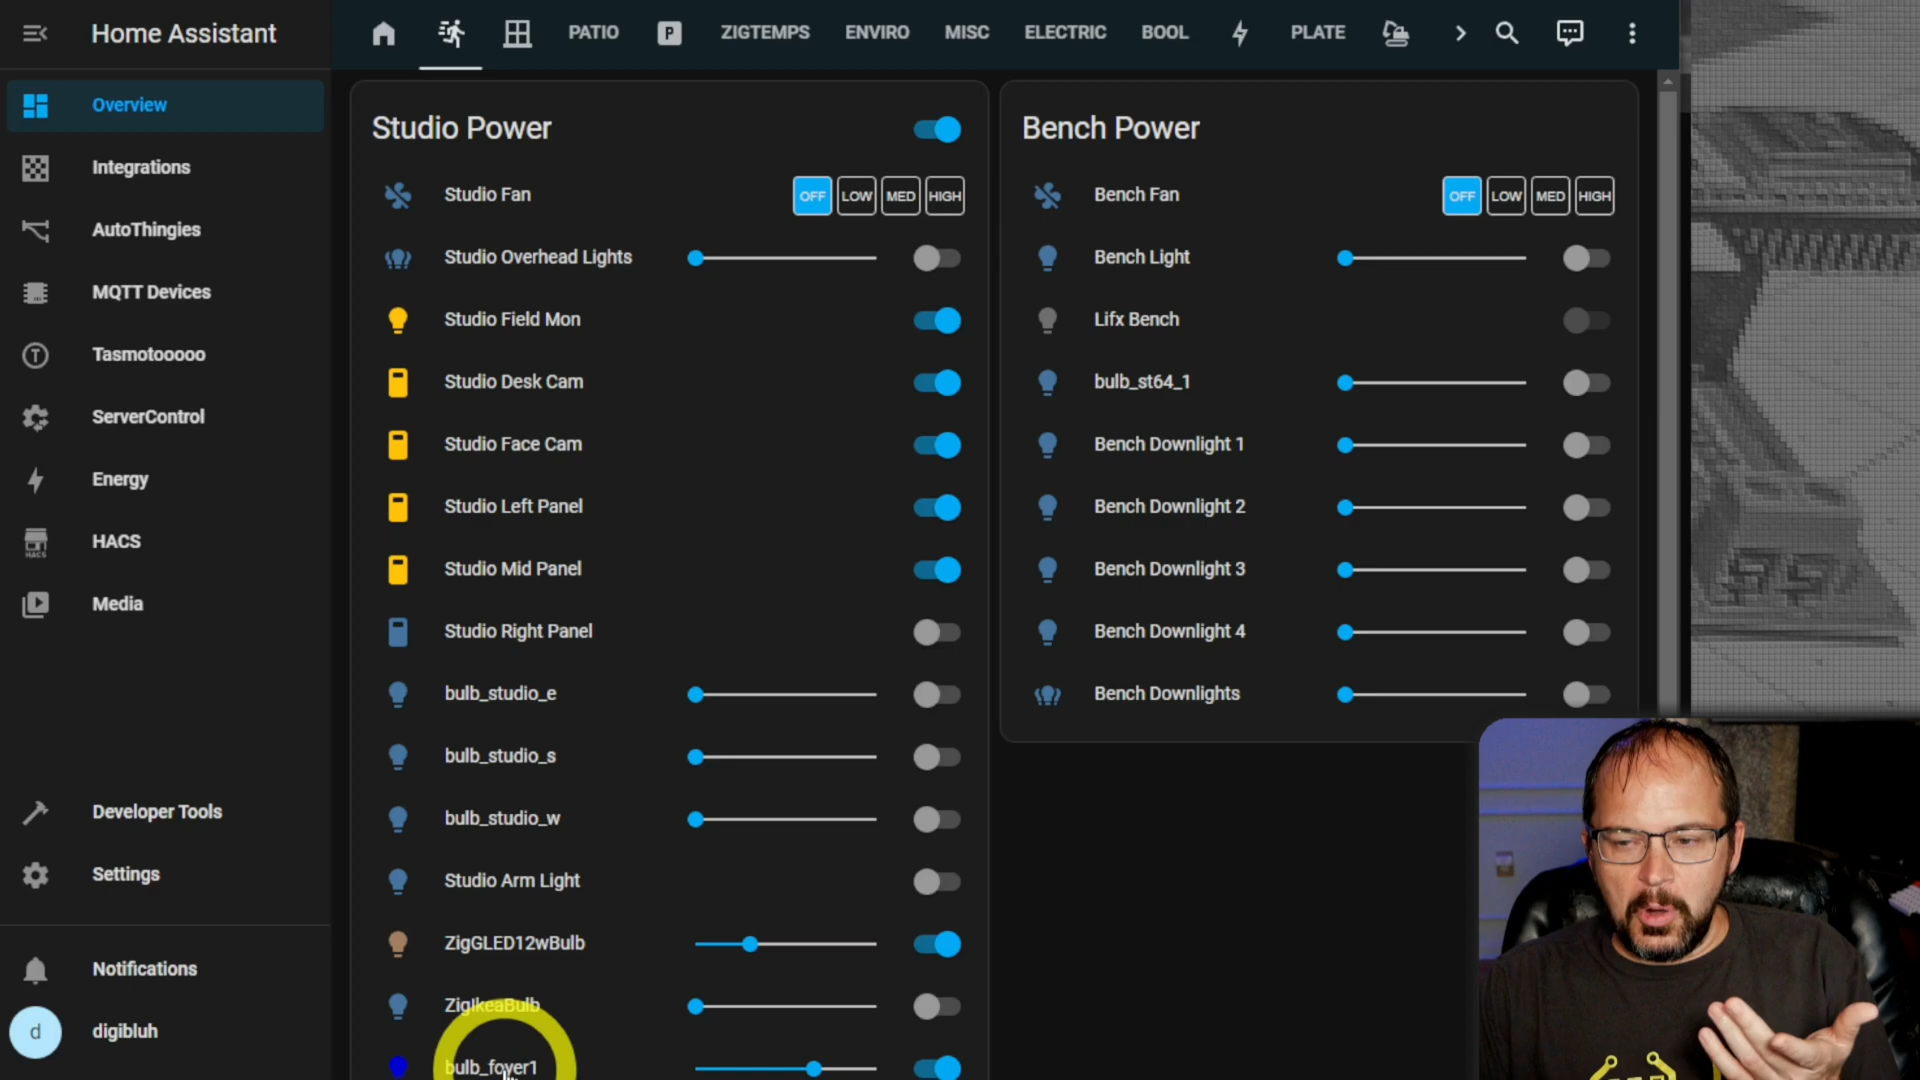 Home Assistant
PATIO
P
ZIGTEMPS
ENVIRO
MISC
ELECTRIC
BOOL
PLATE
Overview
Integrations
AutoThingies
MQTT Devices
T
Tasmotooooo
ServerControl
Energy
HACS
HACS
Media
Developer Tools
Settings
Notifications
d
digibluh
Studio Power
Studio Fan
OFF LOW MED HIGH
Studio Overhead Lights
Studio Field Mon
Studio Desk Cam
Studio Face Cam
Studio Left Panel
Studio Mid Panel
Studio Right Panel
bulb_studio_e
bulb_studio_s
bulb_studio_w
Studio Arm Light
ZigGLED12wBulb
ZigIkeaBulb
bulb_foyer1
Bench Power
Bench Fan
OFF LOW MED HIGH
Bench Light
Lifx Bench
bulb_st64_1
Bench Downlight 1
Bench Downlight 2
Bench Downlight 3
Bench Downlight 4
Bench Downlights